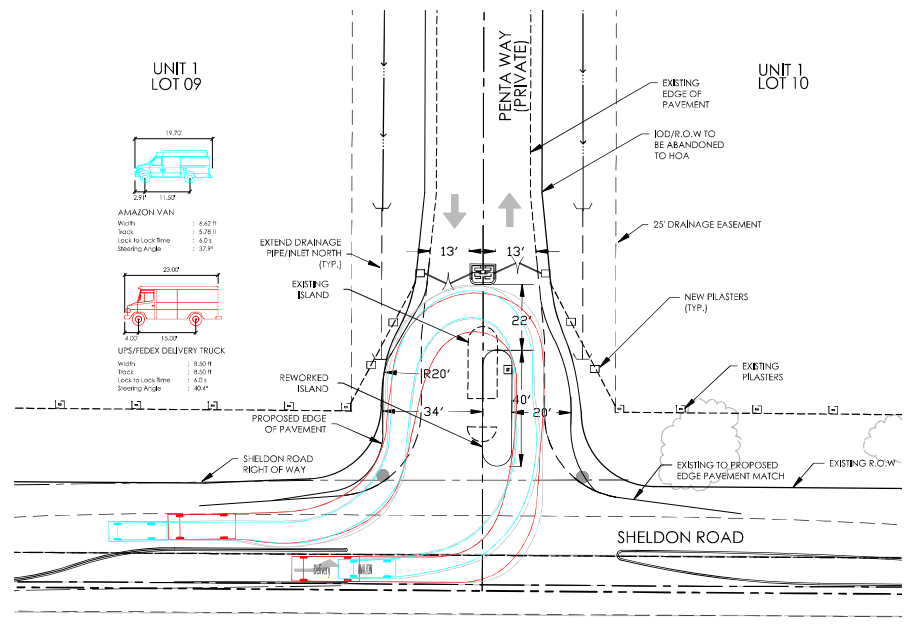 UNIT 1
LOT 09
PENTA WAY
(PRIVATE)
UNIT 1
LOT 10
EXISTING
EDGE OF
PAVEMENT
IOD/R.O.W TO
BE ABANDONED
TO HOA
19.70'
2.91'
11.50'
AMAZON VAN
Width : 6.62 ft
Track : 5.78 ft
Lock to Lock Time : 6.0 s
Steering Angle : 37.9°
25' DRAINAGE EASEMENT
EXTEND DRAINAGE
PIPE/INLET NORTH
(TYP.)
13'
13'
23.00'
4.00'
15.00'
UPS/FEDEX DELIVERY TRUCK
Width : 8.50 ft
Track : 8.50 ft
Lock to Lock Time : 6.0 s
Steering Angle : 40.4°
EXISTING
ISLAND
22'
NEW PILASTERS
(TYP.)
REWORKED
ISLAND
R20'
EXISTING
PILASTERS
34'
40'
20'
PROPOSED EDGE
OF PAVEMENT
SHELDON ROAD
RIGHT OF WAY
EXISTING TO PROPOSED
EDGE PAVEMENT MATCH
EXISTING R.O.W
SHELDON ROAD
Delivery